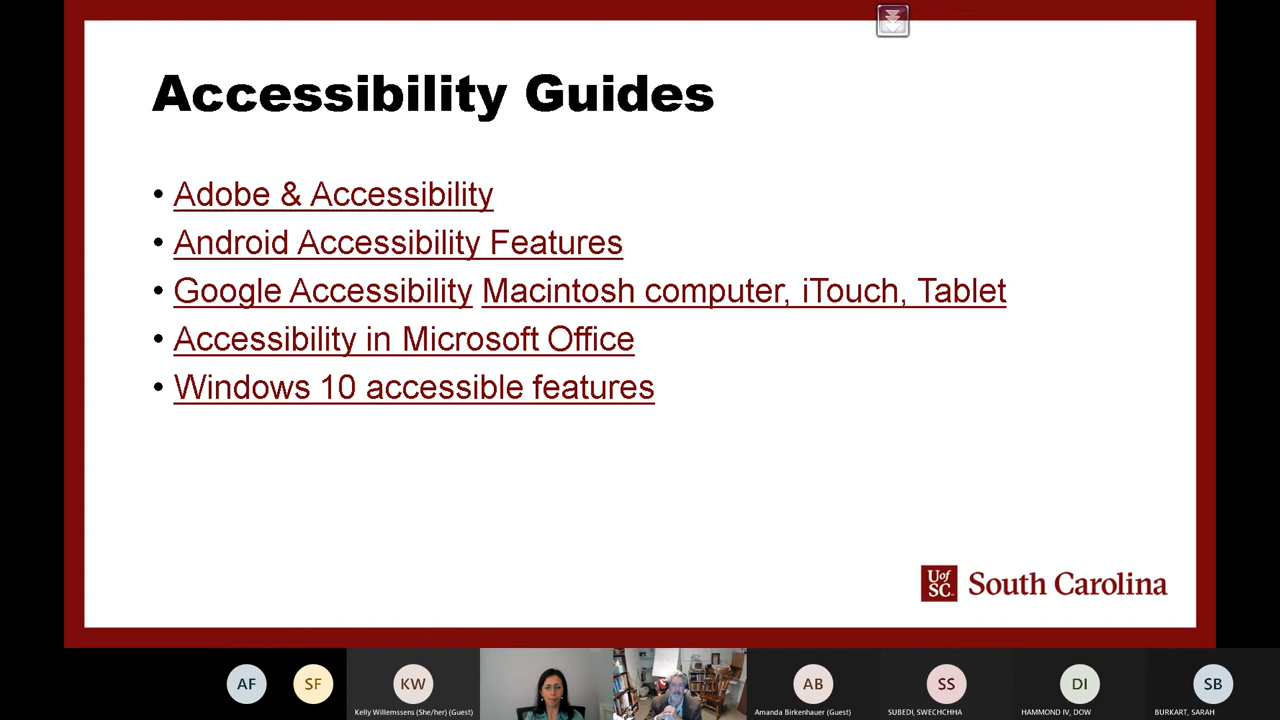 Accessibility Guides
• Adobe & Accessibility
• Android Accessibility Features
• Google Accessibility Macintosh computer, iTouch, Tablet
• Accessibility in Microsoft Office
• Windows 10 accessible features
UofSC South Carolina
AF
SF
KW
AB
SS
DI
SB
Kelly Willemssens (She/her) (Guest)
Amanda Birkenhauer (Guest)
SUBEDI, SWECHCHHA
HAMMOND IV, DOW
BURKART, SARAH